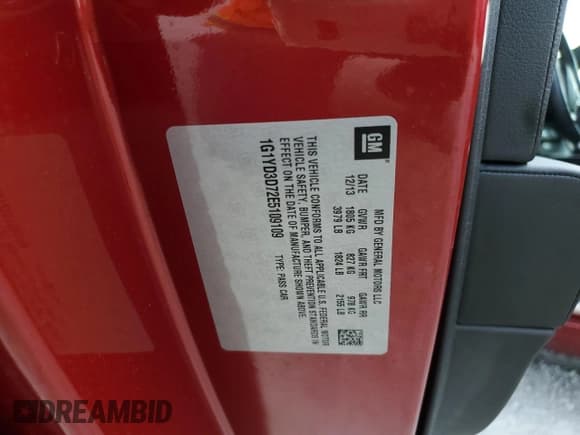 GM
MFD BY GENERAL MOTORS LLC
DATE GVWR GAWR FRT GAWR RR
12/13 1805 KG 827 KG 978 KG
3979 LB 1824 LB 2155 LB
THIS VEHICLE CONFORMS TO ALL APPLICABLE U.S. FEDERAL MOTOR
VEHICLE SAFETY, BUMPER, AND THEFT PREVENTION STANDARDS IN
EFFECT ON THE DATE OF MANUFACTURE SHOWN ABOVE.
1G1YD3D72E5109109 TYPE: PASS CAR
DREAMBID